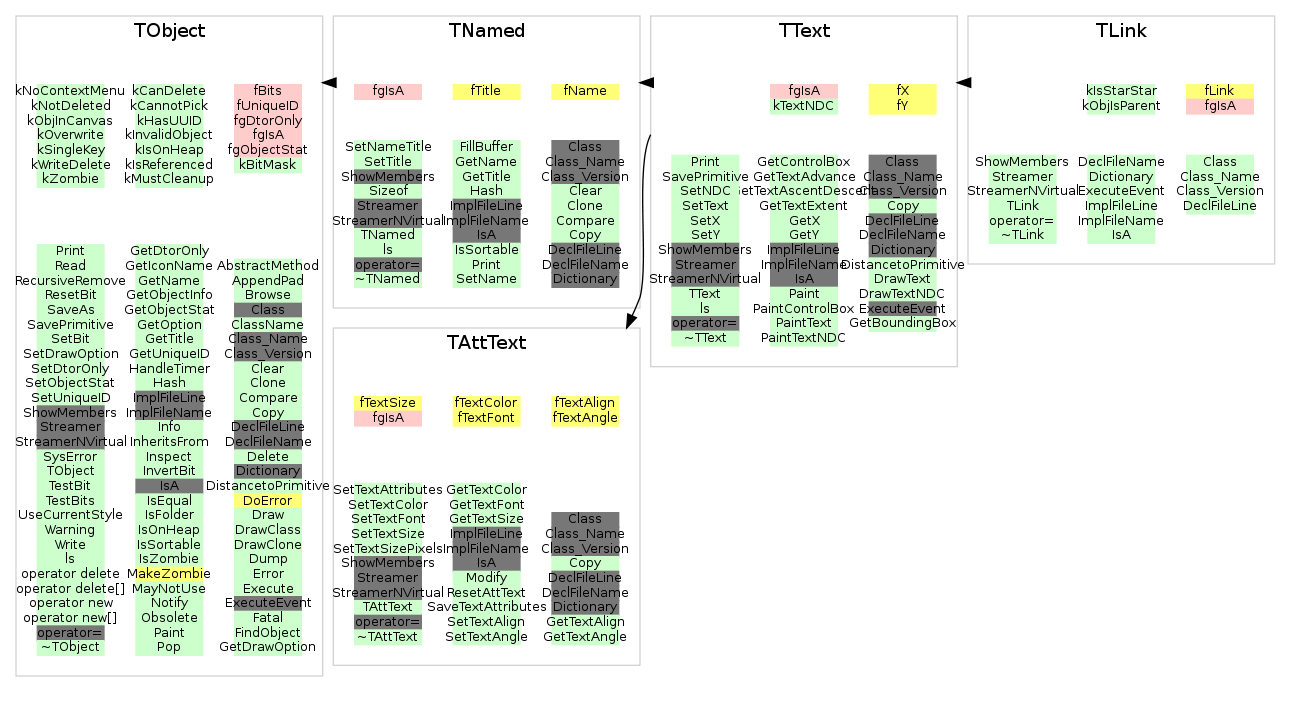 TObject
kNoContextMenu
kNotDeleted
kObjInCanvas
kOverwrite
kSingleKey
kWriteDelete
kZombie
kCanDelete
kCannotPick
kHasUUID
kInvalidObject
kIsOnHeap
kIsReferenced
kMustCleanup
fBits
fUniqueID
fgDtorOnly
fgIsA
fgObjectStat
kBitMask
Print
Read
RecursiveRemove
ResetBit
SaveAs
SavePrimitive
SetBit
SetDrawOption
SetDtorOnly
SetObjectStat
SetUniqueID
ShowMembers
Streamer
StreamerNVirtual
SysError
TObject
TestBit
TestBits
UseCurrentStyle
Warning
Write
ls
operator delete
operator delete[]
operator new
operator new[]
operator=
~TObject
GetDtorOnly
GetIconName
GetName
GetObjectInfo
GetObjectStat
GetOption
GetTitle
GetUniqueID
HandleTimer
Hash
ImplFileLine
ImplFileName
Info
InheritsFrom
Inspect
InvertBit
IsA
IsEqual
IsFolder
IsOnHeap
IsSortable
IsZombie
MakeZombie
MayNotUse
Notify
Obsolete
Paint
Pop
AbstractMethod
AppendPad
Browse
Class
ClassName
Class_Name
Class_Version
Clear
Clone
Compare
Copy
DeclFileLine
DeclFileName
Delete
Dictionary
DistancetoPrimitive
DoError
Draw
DrawClass
DrawClone
Dump
Error
Execute
ExecuteEvent
Fatal
FindObject
GetDrawOption
TNamed
fgIsA
fTitle
fName
SetNameTitle
SetTitle
ShowMembers
Sizeof
Streamer
StreamerNVirtual
TNamed
ls
operator=
~TNamed
FillBuffer
GetName
GetTitle
Hash
ImplFileLine
ImplFileName
IsA
IsSortable
Print
SetName
Class
Class_Name
Class_Version
Clear
Clone
Compare
Copy
DeclFileLine
DeclFileName
Dictionary
TAttText
fTextSize
fgIsA
fTextColor
fTextFont
fTextAlign
fTextAngle
SetTextAttributes
SetTextColor
SetTextFont
SetTextSize
SetTextSizePixels
ShowMembers
Streamer
StreamerNVirtual
TAttText
operator=
~TAttText
GetTextColor
GetTextFont
GetTextSize
ImplFileLine
ImplFileName
IsA
Modify
ResetAttText
SaveTextAttributes
SetTextAlign
SetTextAngle
Class
Class_Name
Class_Version
Copy
DeclFileLine
DeclFileName
Dictionary
GetTextAlign
GetTextAngle
TText
fgIsA
kTextNDC
fX
fY
Print
SavePrimitive
SetNDC
SetText
SetX
SetY
ShowMembers
Streamer
StreamerNVirtual
TText
ls
operator=
~TText
GetControlBox
GetTextAdvance
GetTextAscentDescent
GetTextExtent
GetX
GetY
ImplFileLine
ImplFileName
IsA
Paint
PaintControlBox
PaintText
PaintTextNDC
Class
Class_Name
Class_Version
Copy
DeclFileLine
DeclFileName
Dictionary
DistancetoPrimitive
DrawText
DrawTextNDC
ExecuteEvent
GetBoundingBox
TLink
kIsStarStar
kObjIsParent
fLink
fgIsA
ShowMembers
Streamer
StreamerNVirtual
TLink
operator=
~TLink
DeclFileName
Dictionary
ExecuteEvent
ImplFileLine
ImplFileName
IsA
Class
Class_Name
Class_Version
DeclFileLine